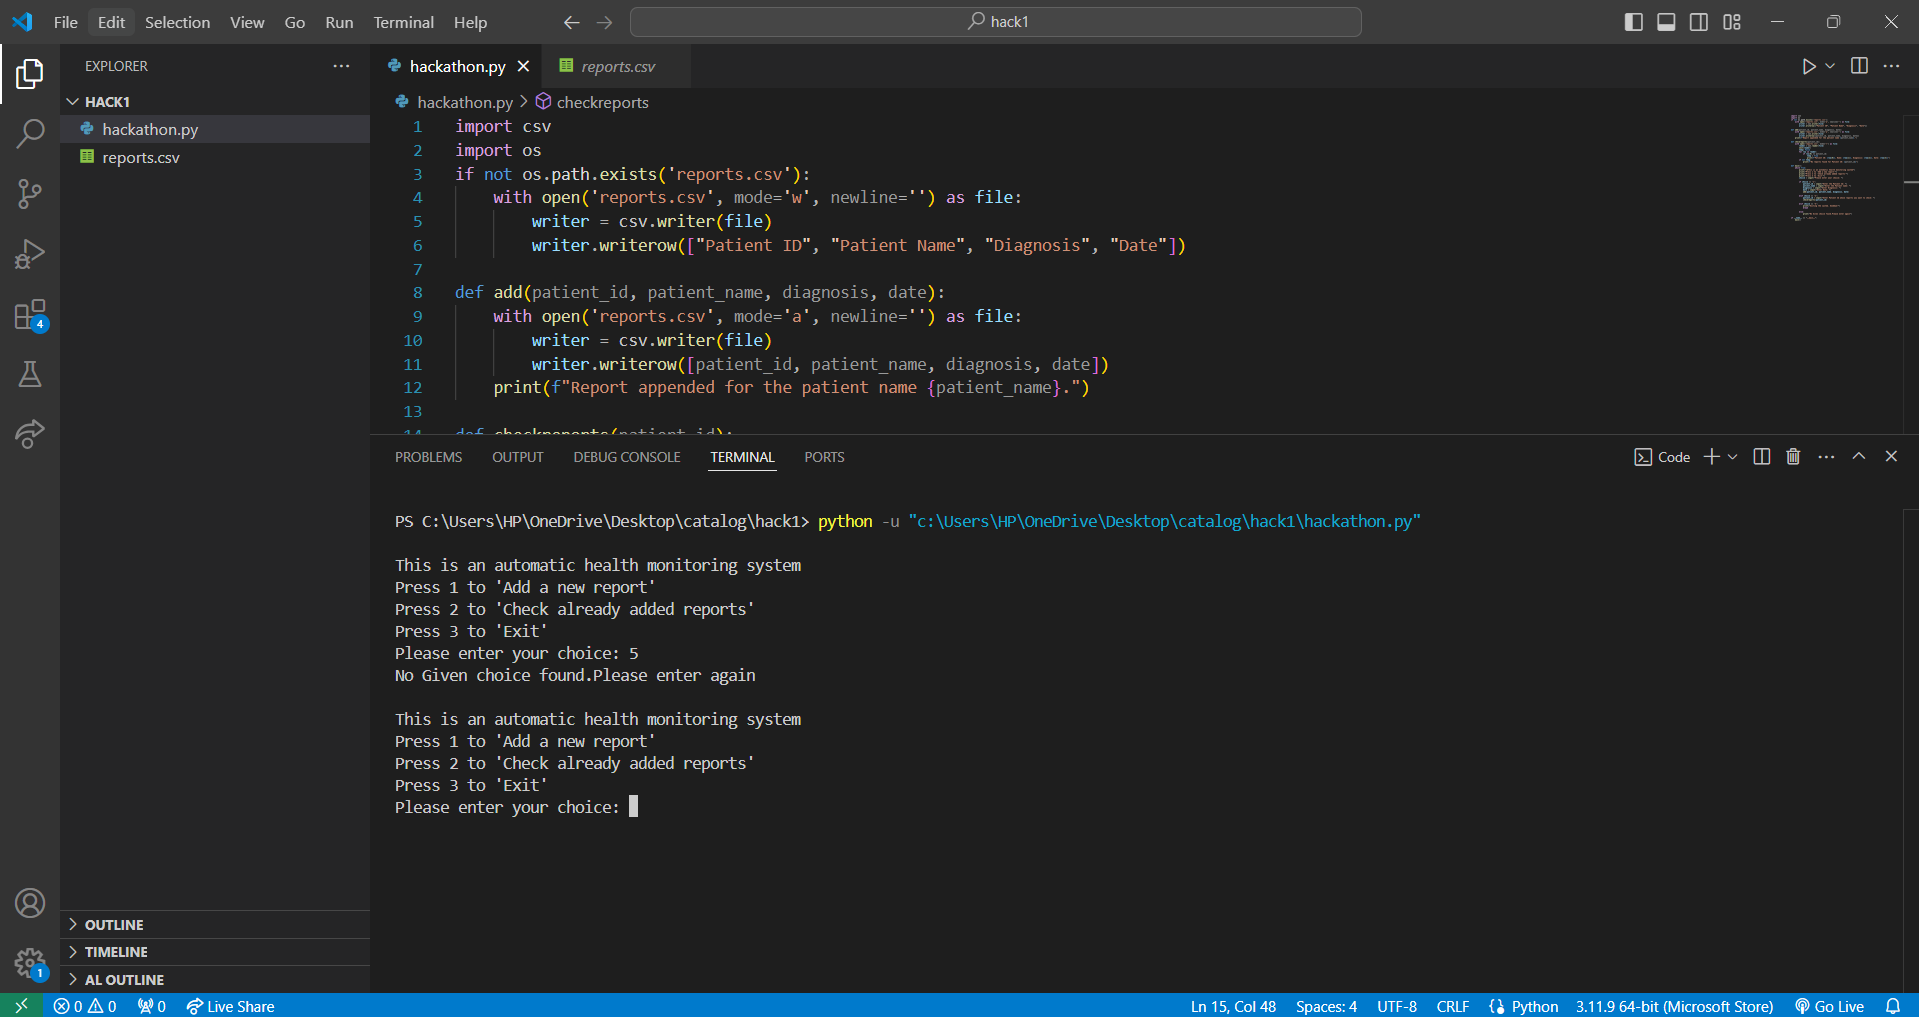 File Edit Selection View Go Run Terminal Help hack1
EXPLORER
HACK1
hackathon.py
reports.csv
OUTLINE
TIMELINE
AL OUTLINE
hackathon.py reports.csv
hackathon.py > checkreports
1 import csv
2 import os
3 if not os.path.exists('reports.csv'):
4 with open('reports.csv', mode='w', newline='') as file:
5 writer = csv.writer(file)
6 writer.writerow(["Patient ID", "Patient Name", "Diagnosis", "Date"])
7
8 def add(patient_id, patient_name, diagnosis, date):
9 with open('reports.csv', mode='a', newline='') as file:
10 writer = csv.writer(file)
11 writer.writerow([patient_id, patient_name, diagnosis, date])
12 print(f"Report appended for the patient name {patient_name}.")
13
14 def checkreports(patient_id):
PROBLEMS OUTPUT DEBUG CONSOLE TERMINAL PORTS Code
PS C:\Users\HP\OneDrive\Desktop\catalog\hack1> python -u "c:\Users\HP\OneDrive\Desktop\catalog\hack1\hackathon.py"
This is an automatic health monitoring system
Press 1 to 'Add a new report'
Press 2 to 'Check already added reports'
Press 3 to 'Exit'
Please enter your choice: 5
No Given choice found.Please enter again
This is an automatic health monitoring system
Press 1 to 'Add a new report'
Press 2 to 'Check already added reports'
Press 3 to 'Exit'
Please enter your choice:
4
1
0 0 0 Live Share Ln 15, Col 48 Spaces: 4 UTF-8 CRLF Python 3.11.9 64-bit (Microsoft Store) Go Live